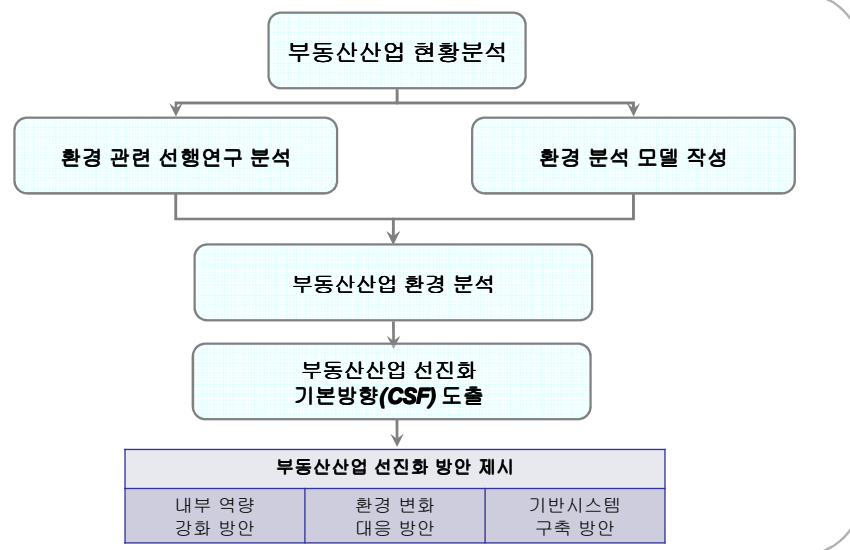 부동산산업 현황분석
환경 관련 선행연구 분석
환경 분석 모델 작성
부동산산업 환경 분석
부동산산업 선진화
기본방향(CSF) 도출
부동산산업 선진화 방안 제시
내부 역량
강화 방안
환경 변화
대응 방안
기반시스템
구축 방안